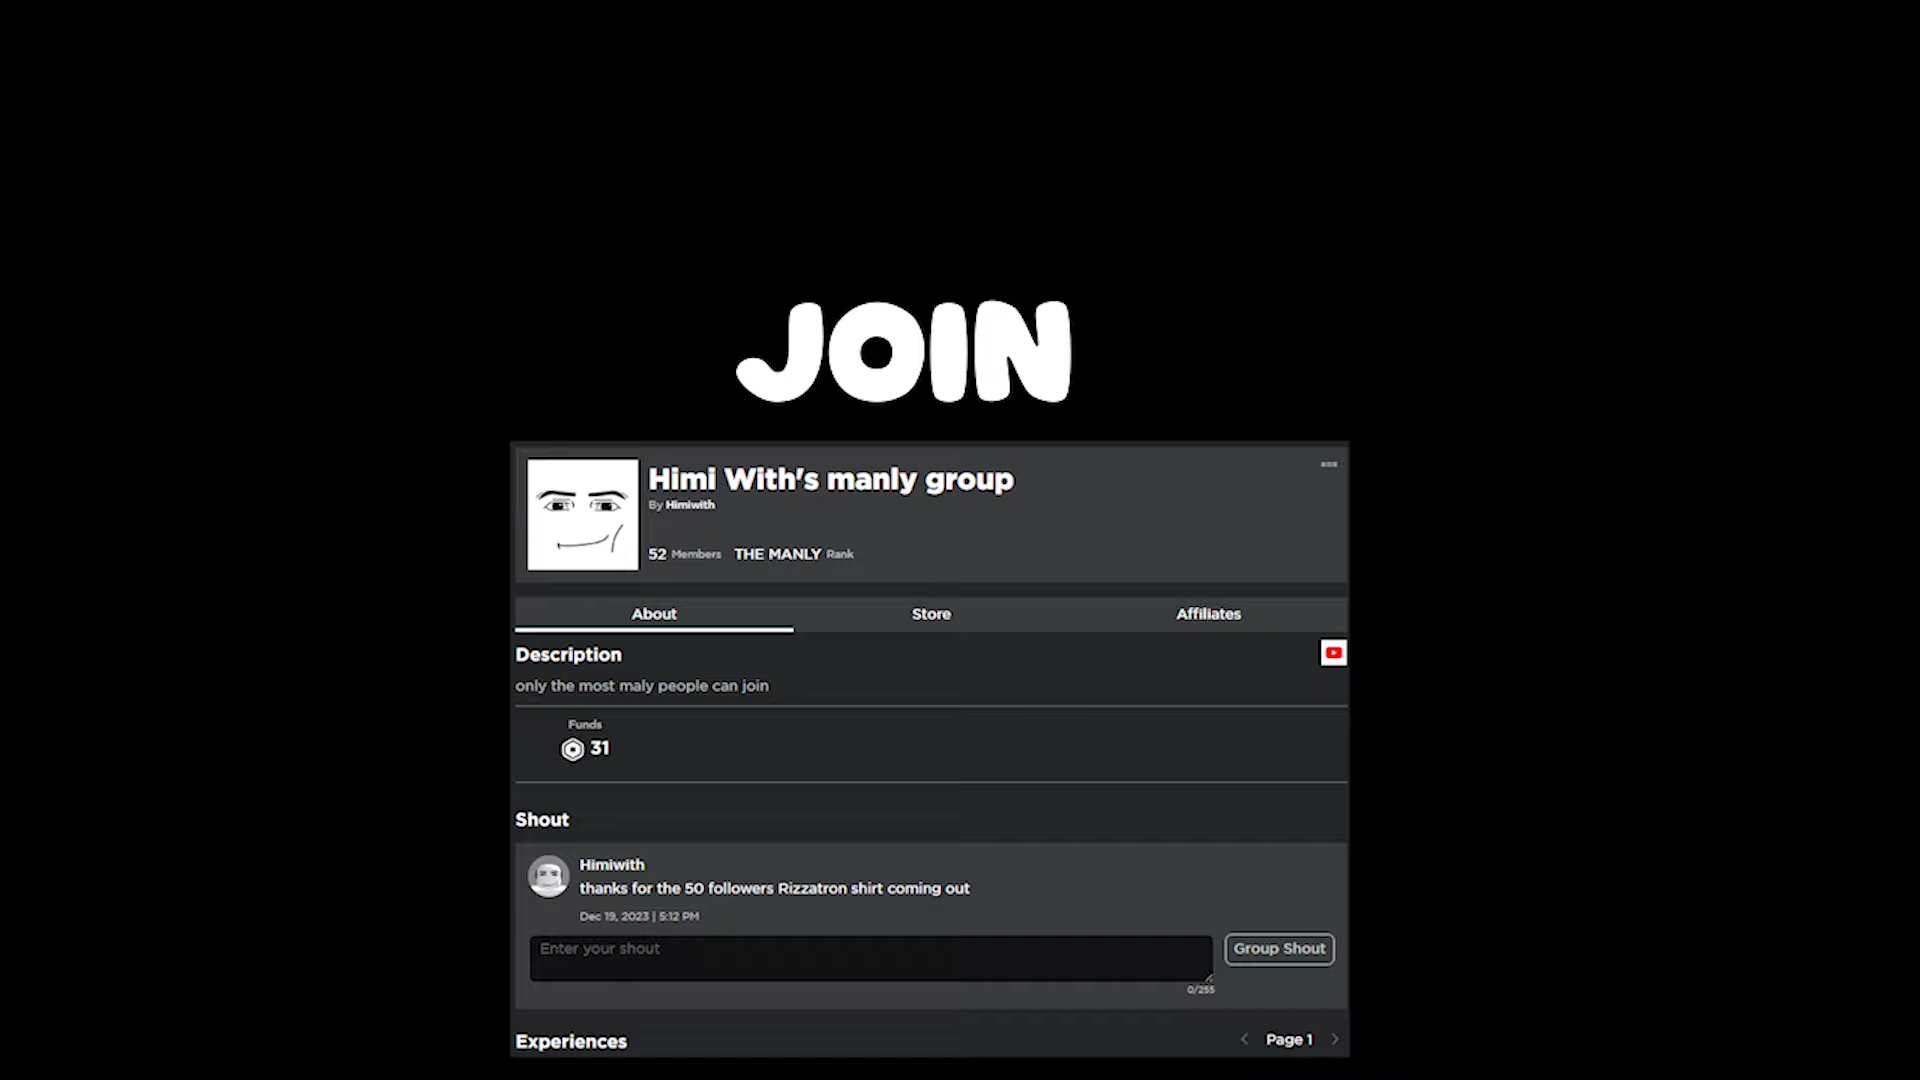 JOIN
Himi With's manly group
By Himiwith
52 Members THE MANLY Rank
About Store Affiliates
Description
only the most maly people can join
Funds
31
Shout
Himiwith
thanks for the 50 followers Rizzatron shirt coming out
Dec 19, 2023 | 5:12 PM
Enter your shout
Group Shout
0/255
Experiences
Page 1